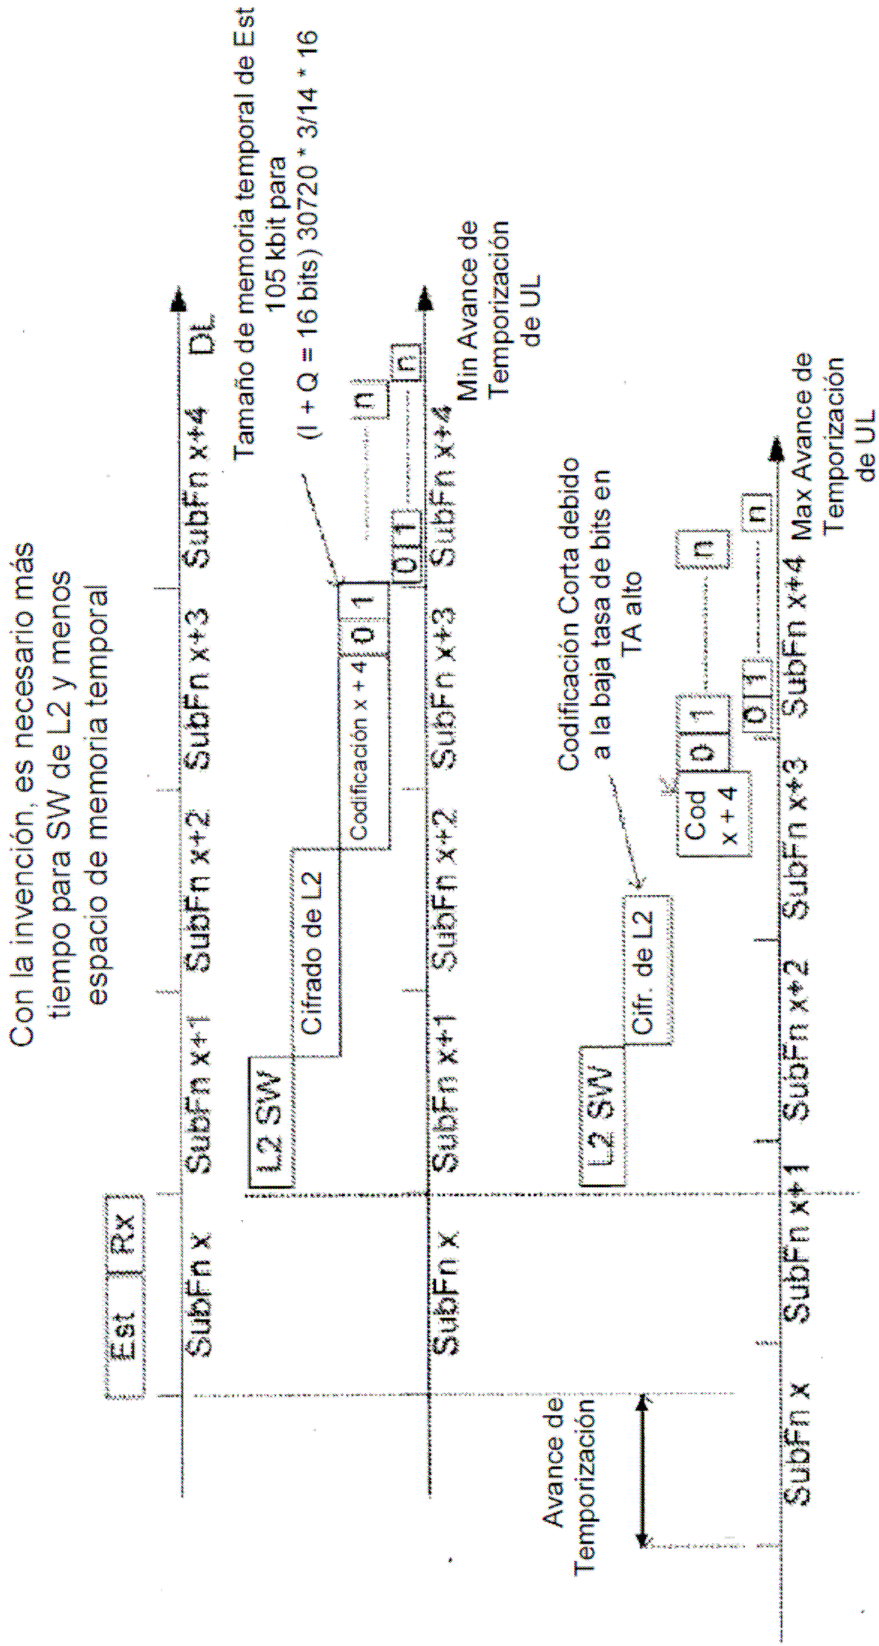 Con la invención, es necesario más
tiempo para SW de L2 y menos
espacio de memoria temporal
Est
Rx
SubFn x
SubFn x+1
SubFn x+2
SubFn x+3
SubFn x+4
DL
Tamaño de memoria temporal de Est
105 kbit para
(I + Q = 16 bits) 30720 * 3/14 * 16
L2 SW
Cifrado de L2
Codificación x + 4
0
1
n
0
1
n
SubFn x
SubFn x+1
SubFn x+2
SubFn x+3
SubFn x+4
Min Avance de
Temporización
de UL
Avance de
Temporización
Codificación Corta debido
a la baja tasa de bits en
TA alto
L2 SW
Cifr. de L2
Cod
x + 4
0
1
n
0
1
n
SubFn x
SubFn x+1
SubFn x+2
SubFn x+3
SubFn x+4
Max Avance de
Temporización
de UL